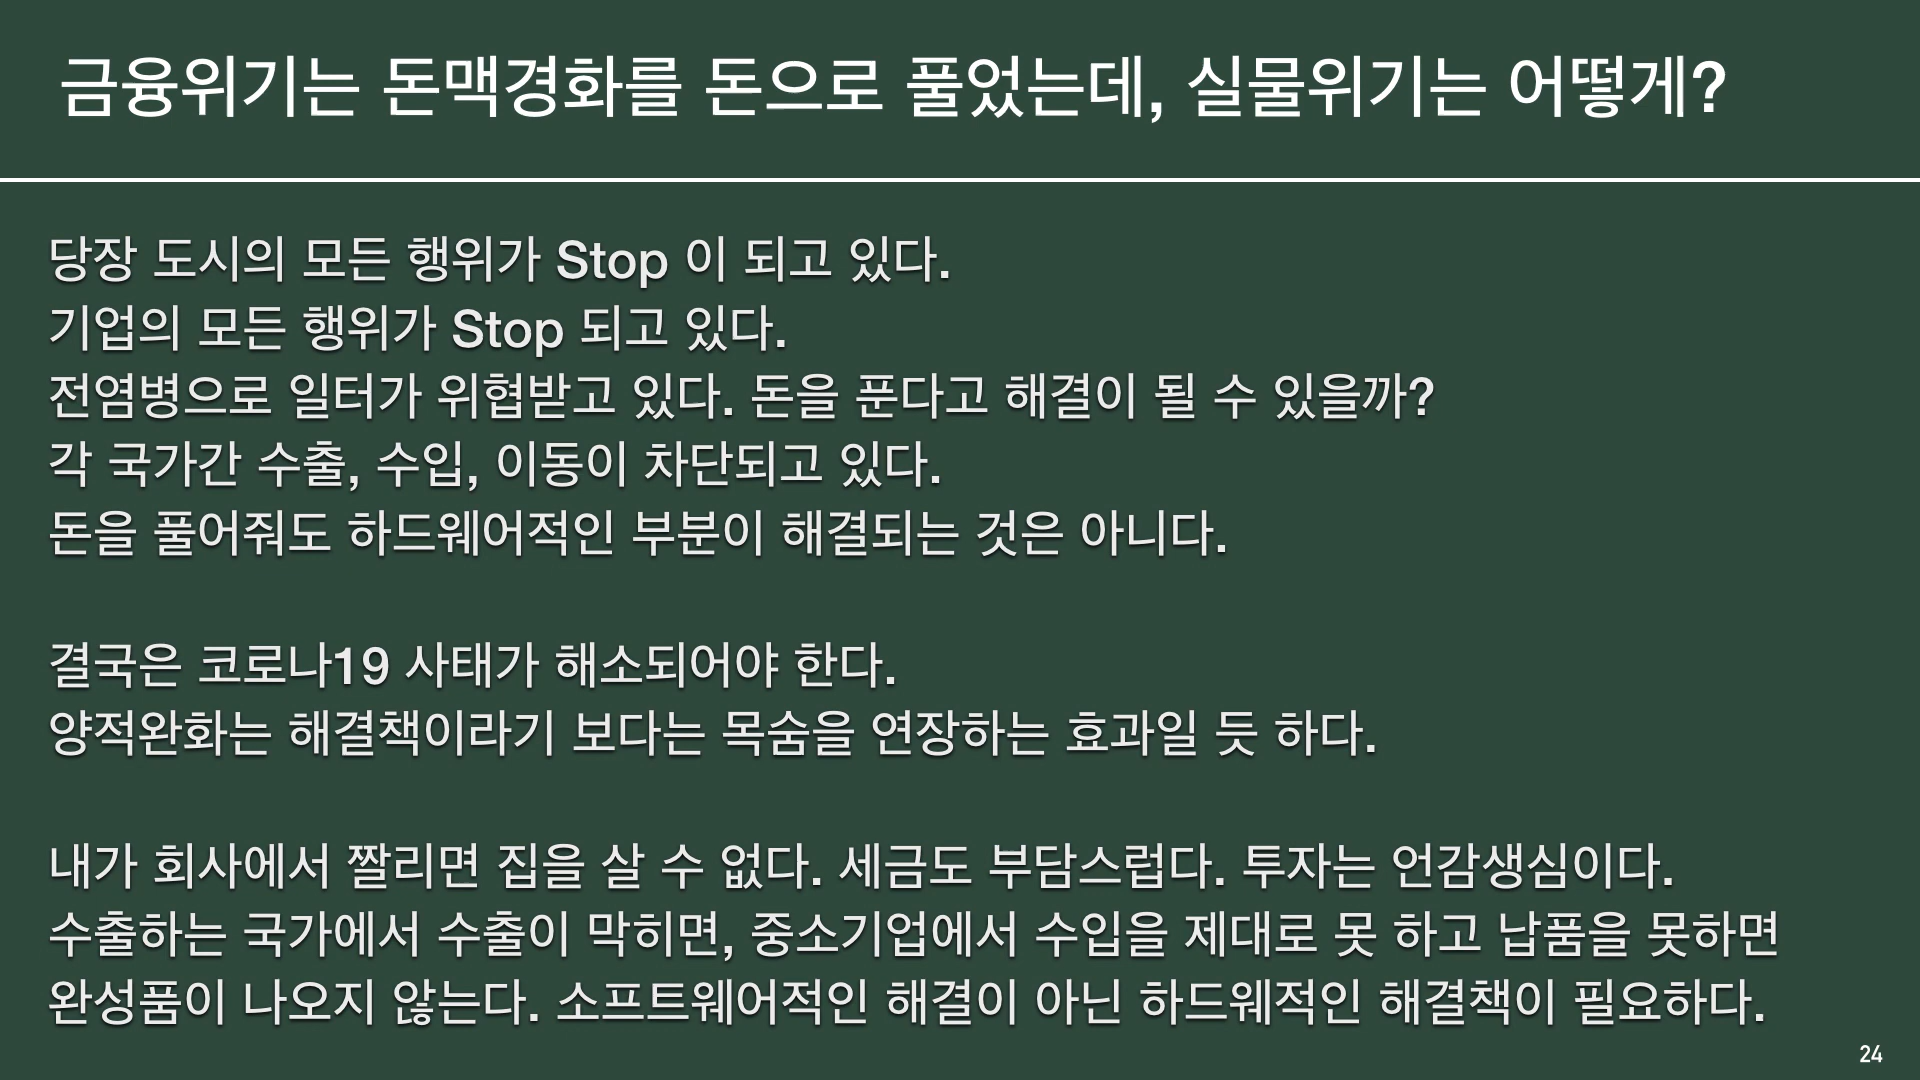 금융위기는 돈맥경화를 돈으로 풀었는데, 실물위기는 어떻게?
당장 도시의 모든 행위가 Stop 이 되고 있다.
기업의 모든 행위가 Stop 되고 있다.
전염병으로 일터가 위협받고 있다. 돈을 푼다고 해결이 될 수 있을까?
각 국가간 수출, 수입, 이동이 차단되고 있다.
돈을 풀어줘도 하드웨어적인 부분이 해결되는 것은 아니다.
결국은 코로나19 사태가 해소되어야 한다.
양적완화는 해결책이라기 보다는 목숨을 연장하는 효과일 듯 하다.
내가 회사에서 짤리면 집을 살 수 없다. 세금도 부담스럽다. 투자는 언감생심이다.
수출하는 국가에서 수출이 막히면, 중소기업에서 수입을 제대로 못 하고 납품을 못하면
완성품이 나오지 않는다. 소프트웨어적인 해결이 아닌 하드웨적인 해결책이 필요하다.
24